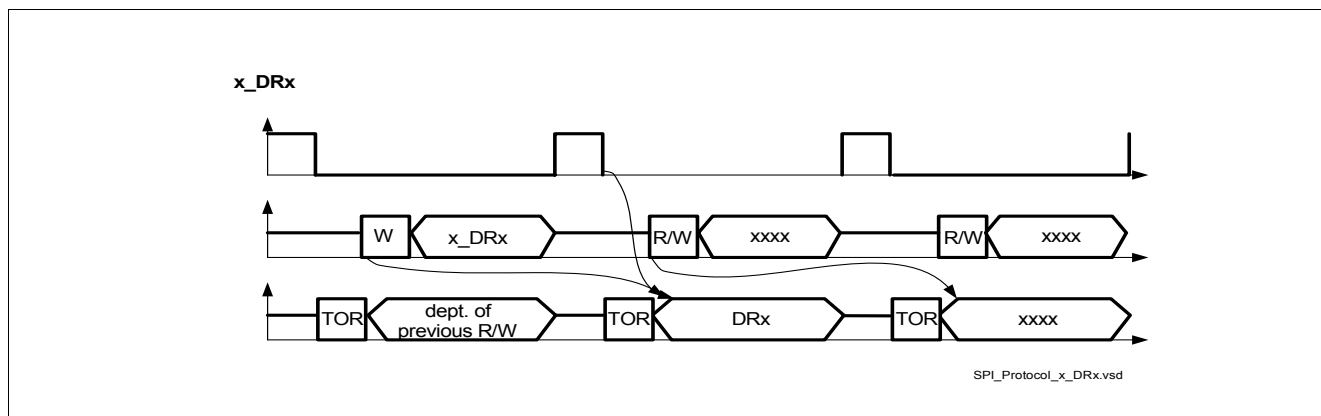 x_DRx
W x_DRx R/W xxxx R/W xxxx
TOR dept. of previous R/W TOR DRx TOR xxxx
SPI_Protocol_x_DRx.vsd